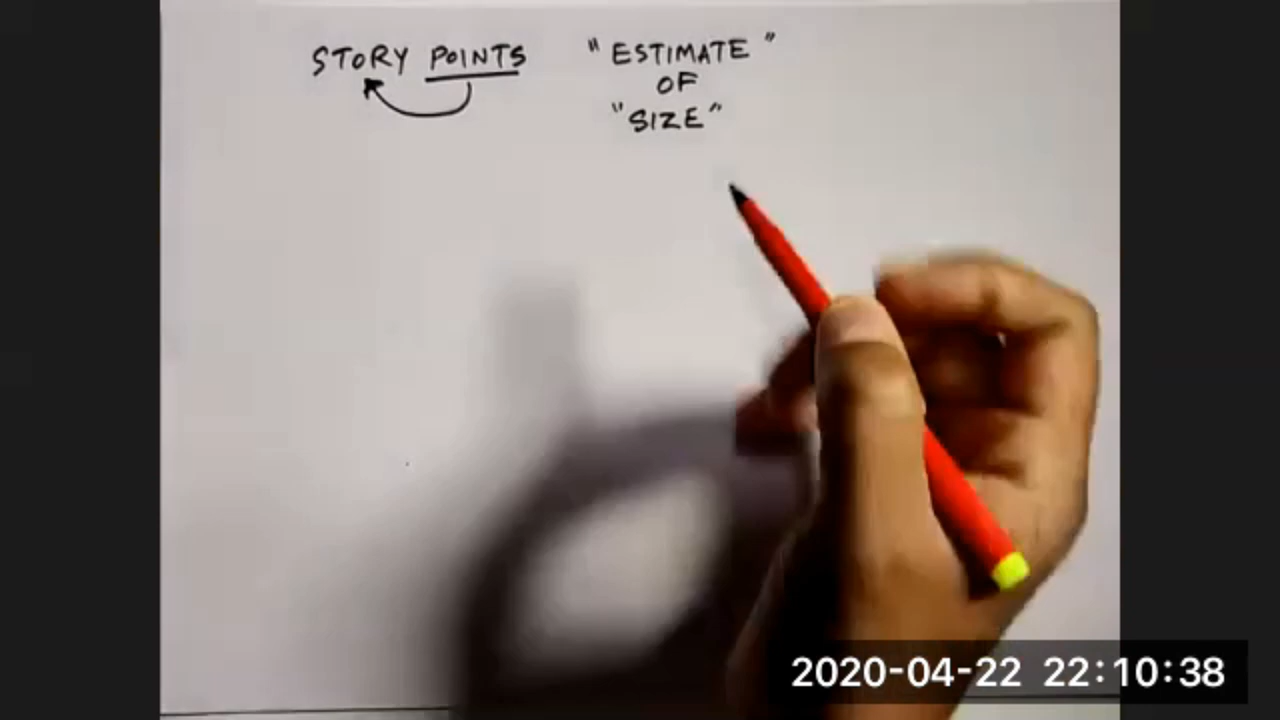 STORY POINTS
"ESTIMATE"
OF
"SIZE"
2020-04-22 22:10:38